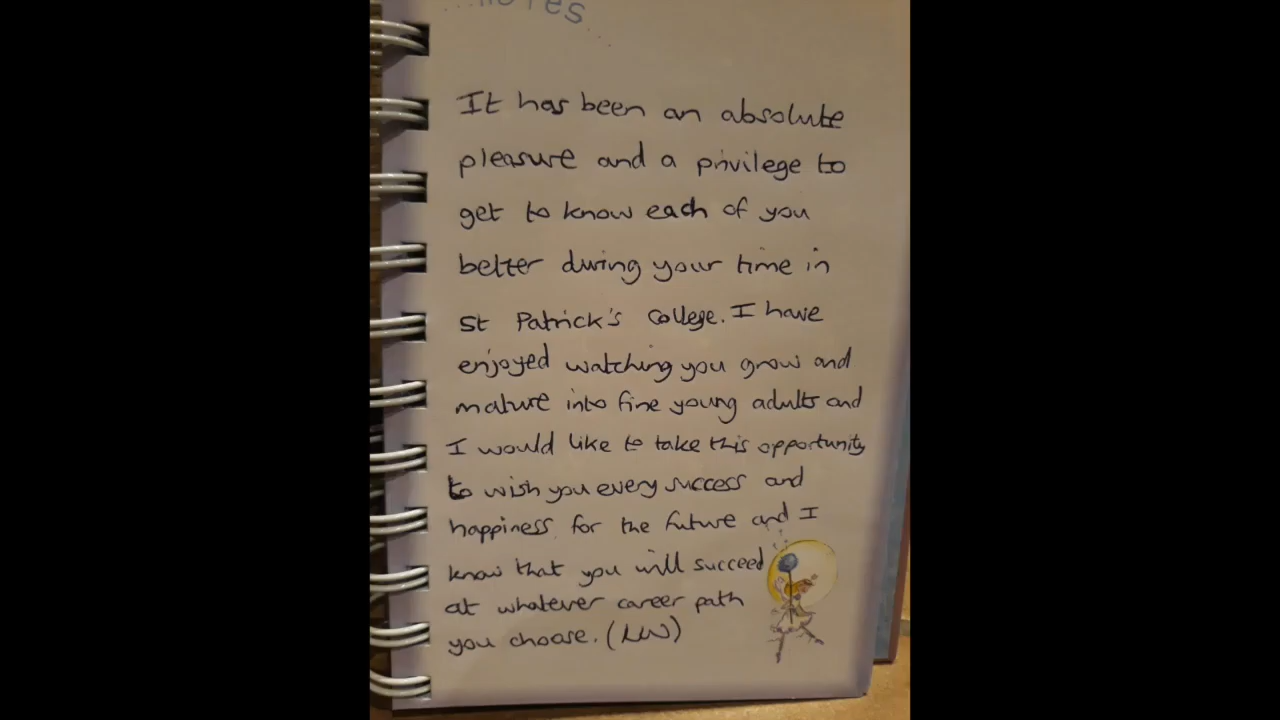 ...NOTES...
It has been an absolute
pleasure and a privilege to
get to know each of you
better during your time in
St Patrick's College. I have
enjoyed watching you grow and
mature into fine young adults and
I would like to take this opportunity
to wish you every success and
happiness for the future and I
know that you will succeed
at whatever career path
you choose. (LW)